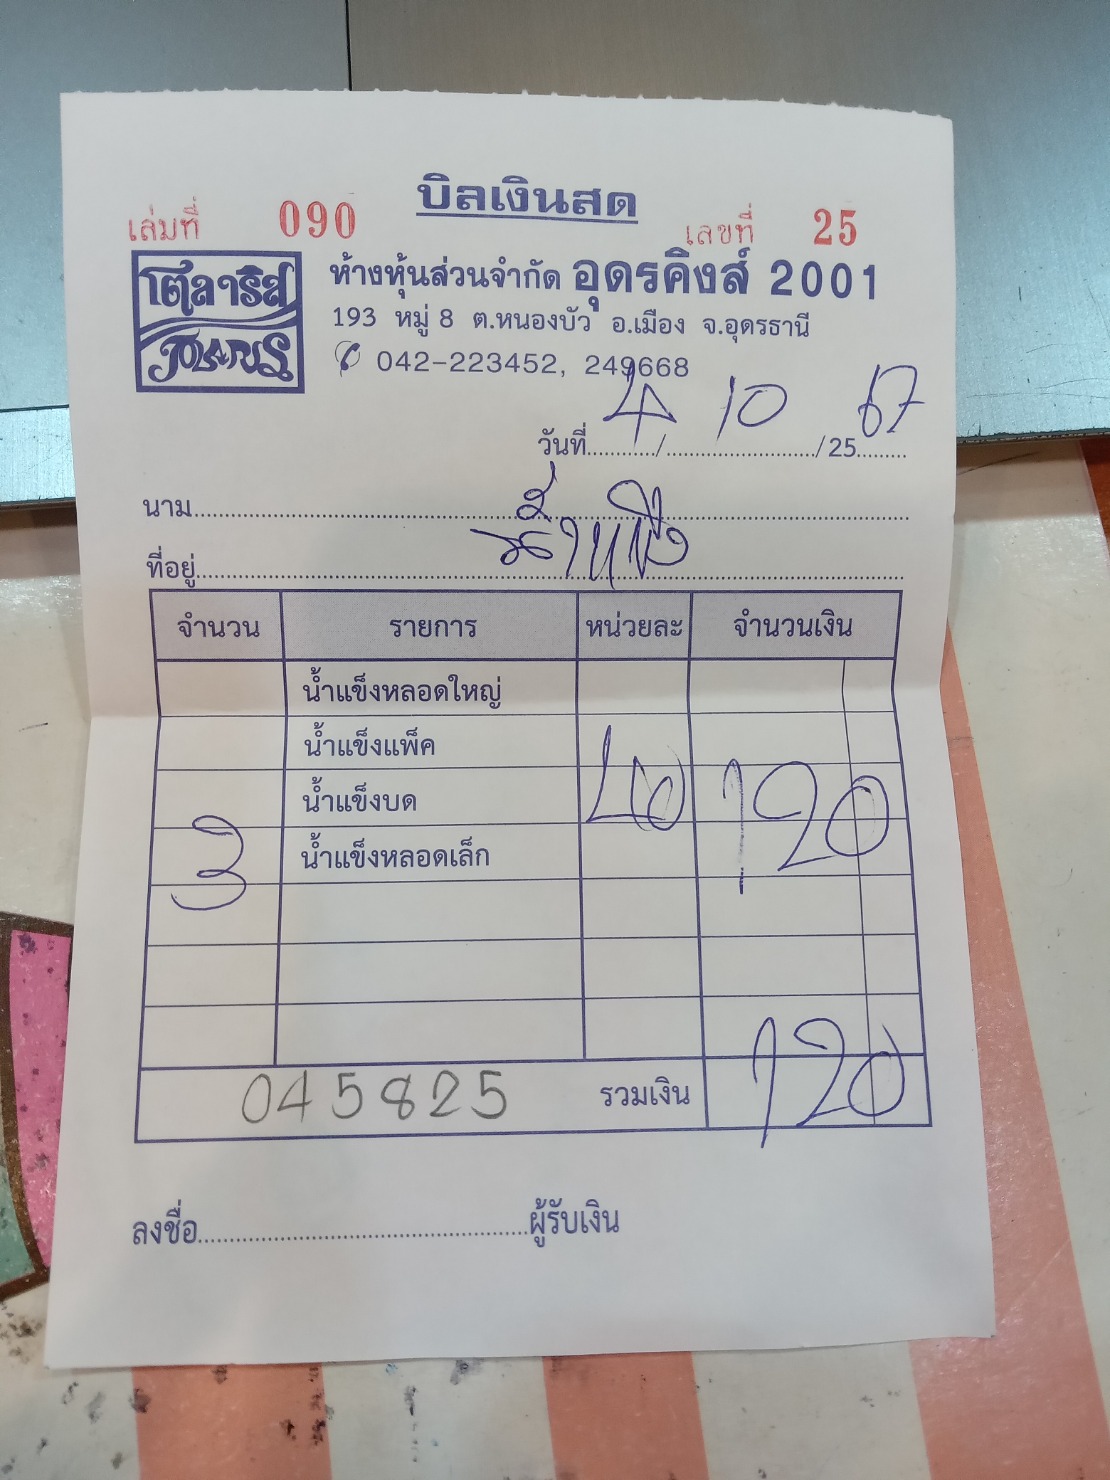 บิลเงินสด
เล่มที่ 090 เลขที่ 25
โตลาริส
POLARIS
ห้างหุ้นส่วนจำกัด อุดรคิงส์ 2001
193 หมู่ 8 ต.หนองบัว อ.เมือง จ.อุดรธานี
042-223452, 249668
วันที่ 4 / 10 / 25 67
นาม
ที่อยู่
จำนวน รายการ หน่วยละ จำนวนเงิน
น้ำแข็งหลอดใหญ่
น้ำแข็งแพ็ค
น้ำแข็งบด 40 120
3 น้ำแข็งหลอดเล็ก
045825 รวมเงิน 120
ลงชื่อ ผู้รับเงิน